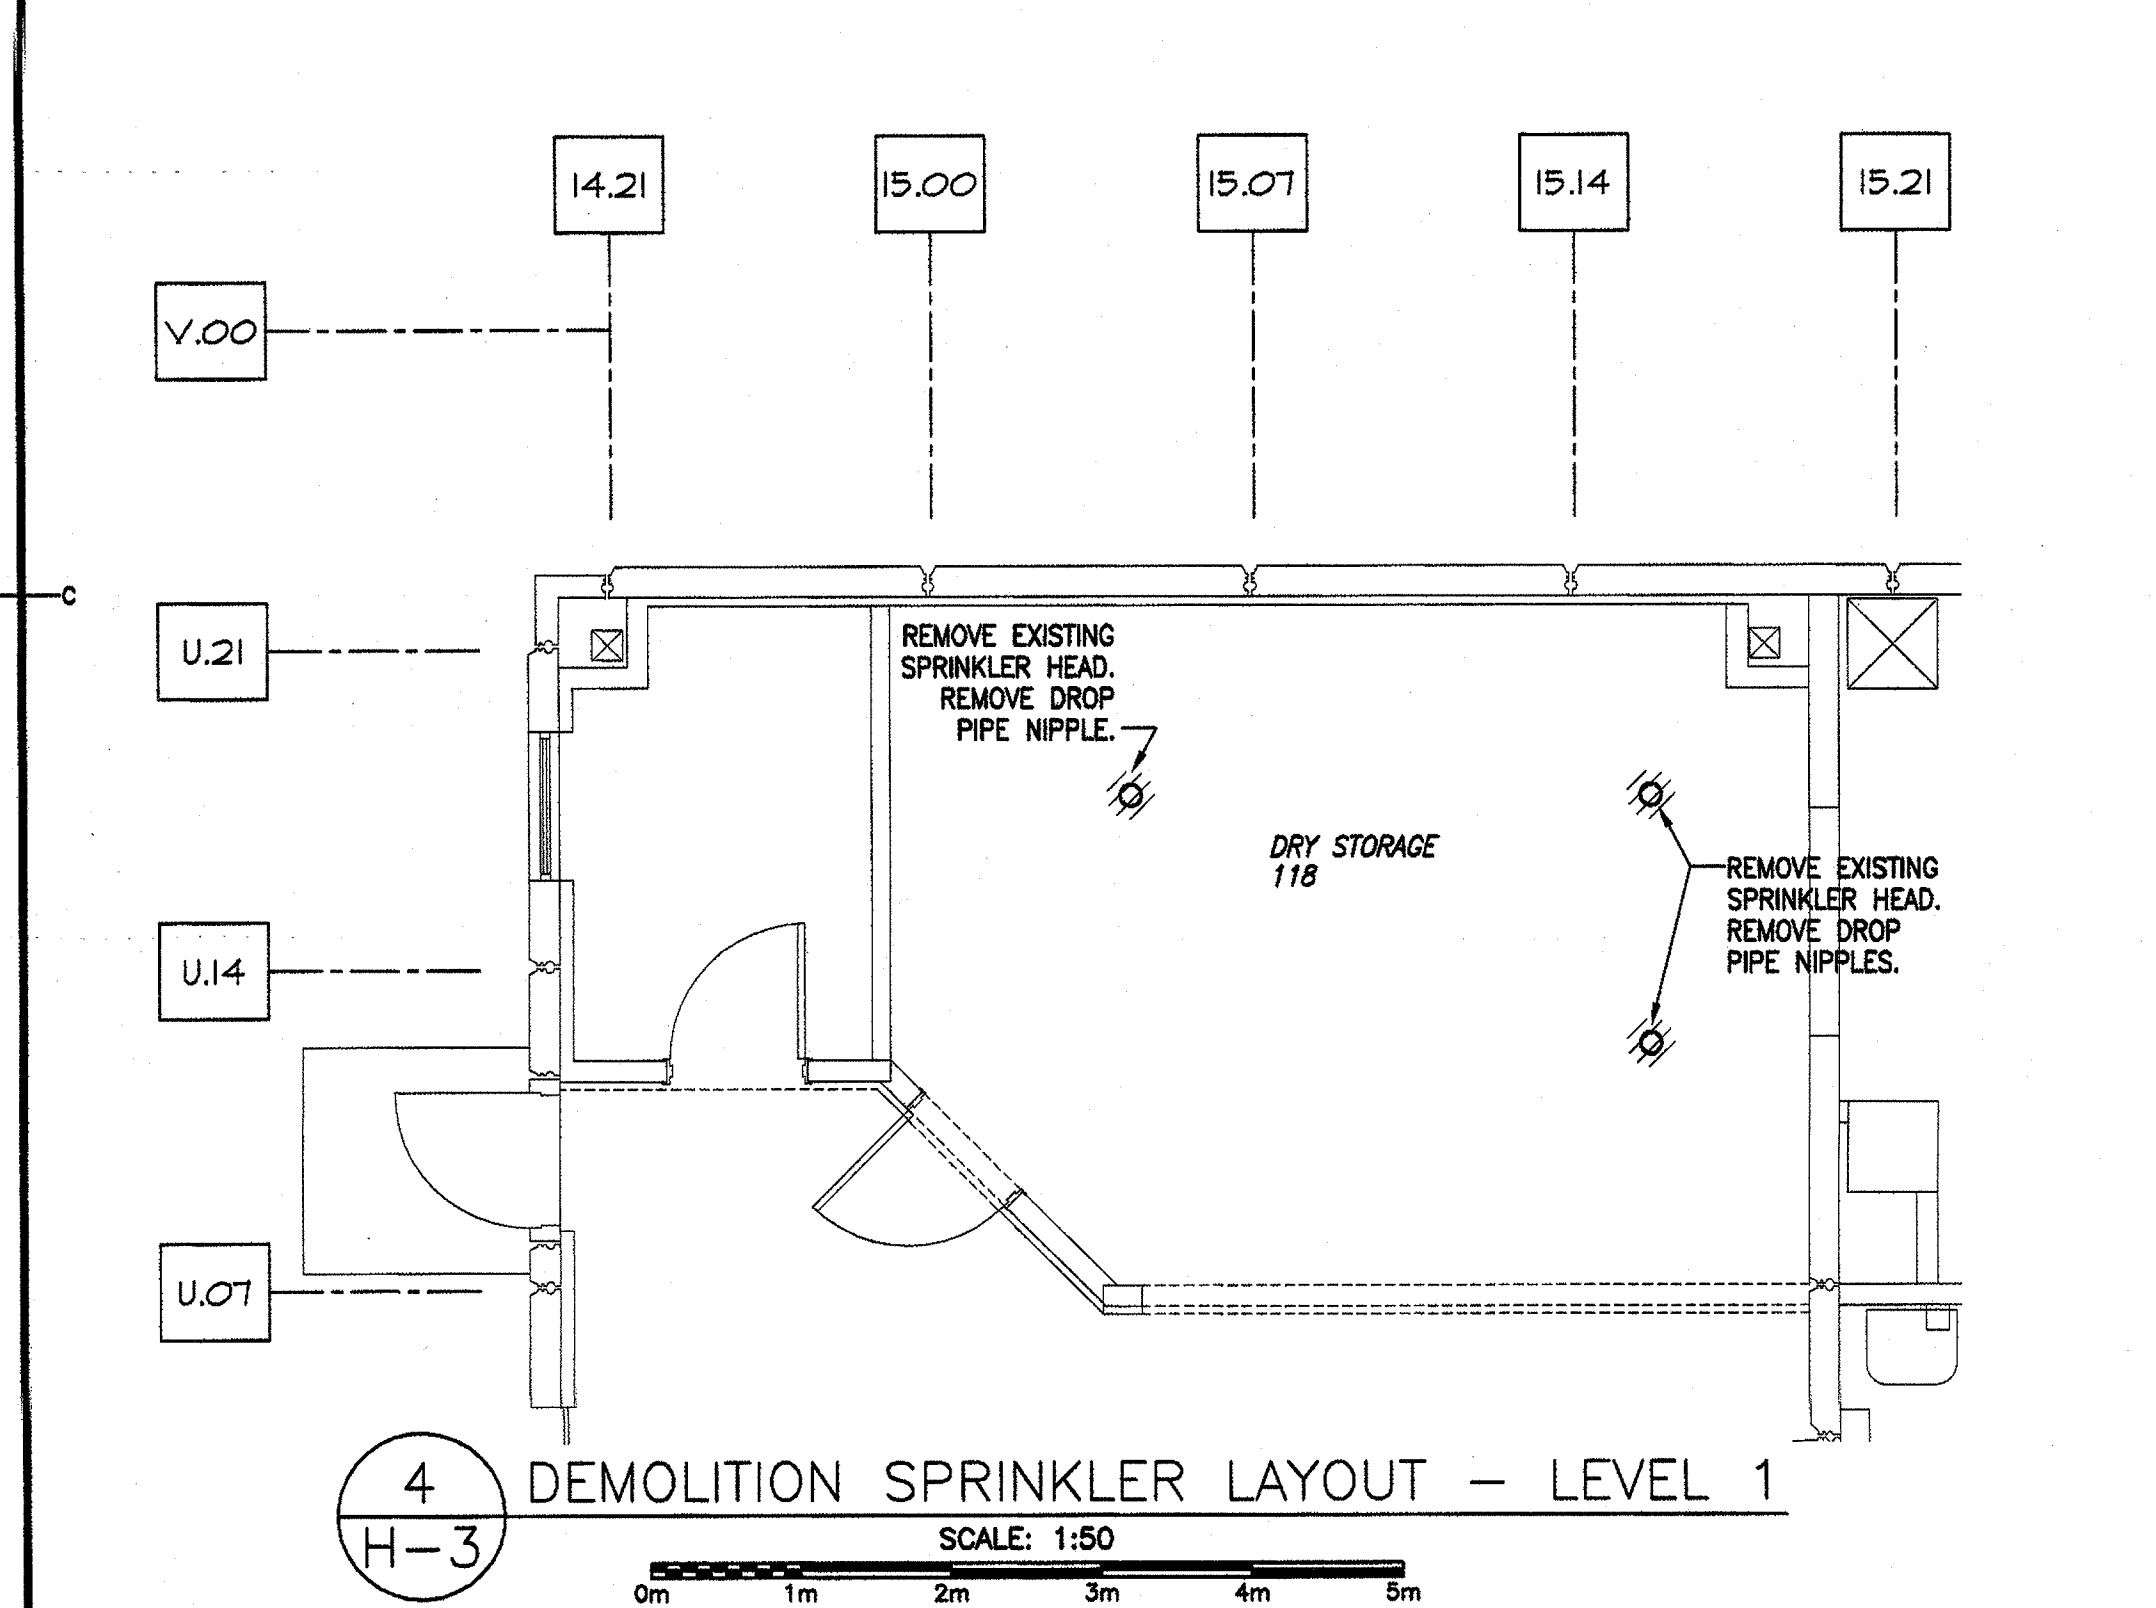 14.21
15.00
15.07
15.14
15.21
V.00
C
U.21
REMOVE EXISTING
SPRINKLER HEAD.
REMOVE DROP
PIPE NIPPLE.
DRY STORAGE
118
REMOVE EXISTING
SPRINKLER HEAD.
REMOVE DROP
PIPE NIPPLES.
U.14
U.07
4
H-3
DEMOLITION SPRINKLER LAYOUT - LEVEL 1
SCALE: 1:50
0m 1m 2m 3m 4m 5m